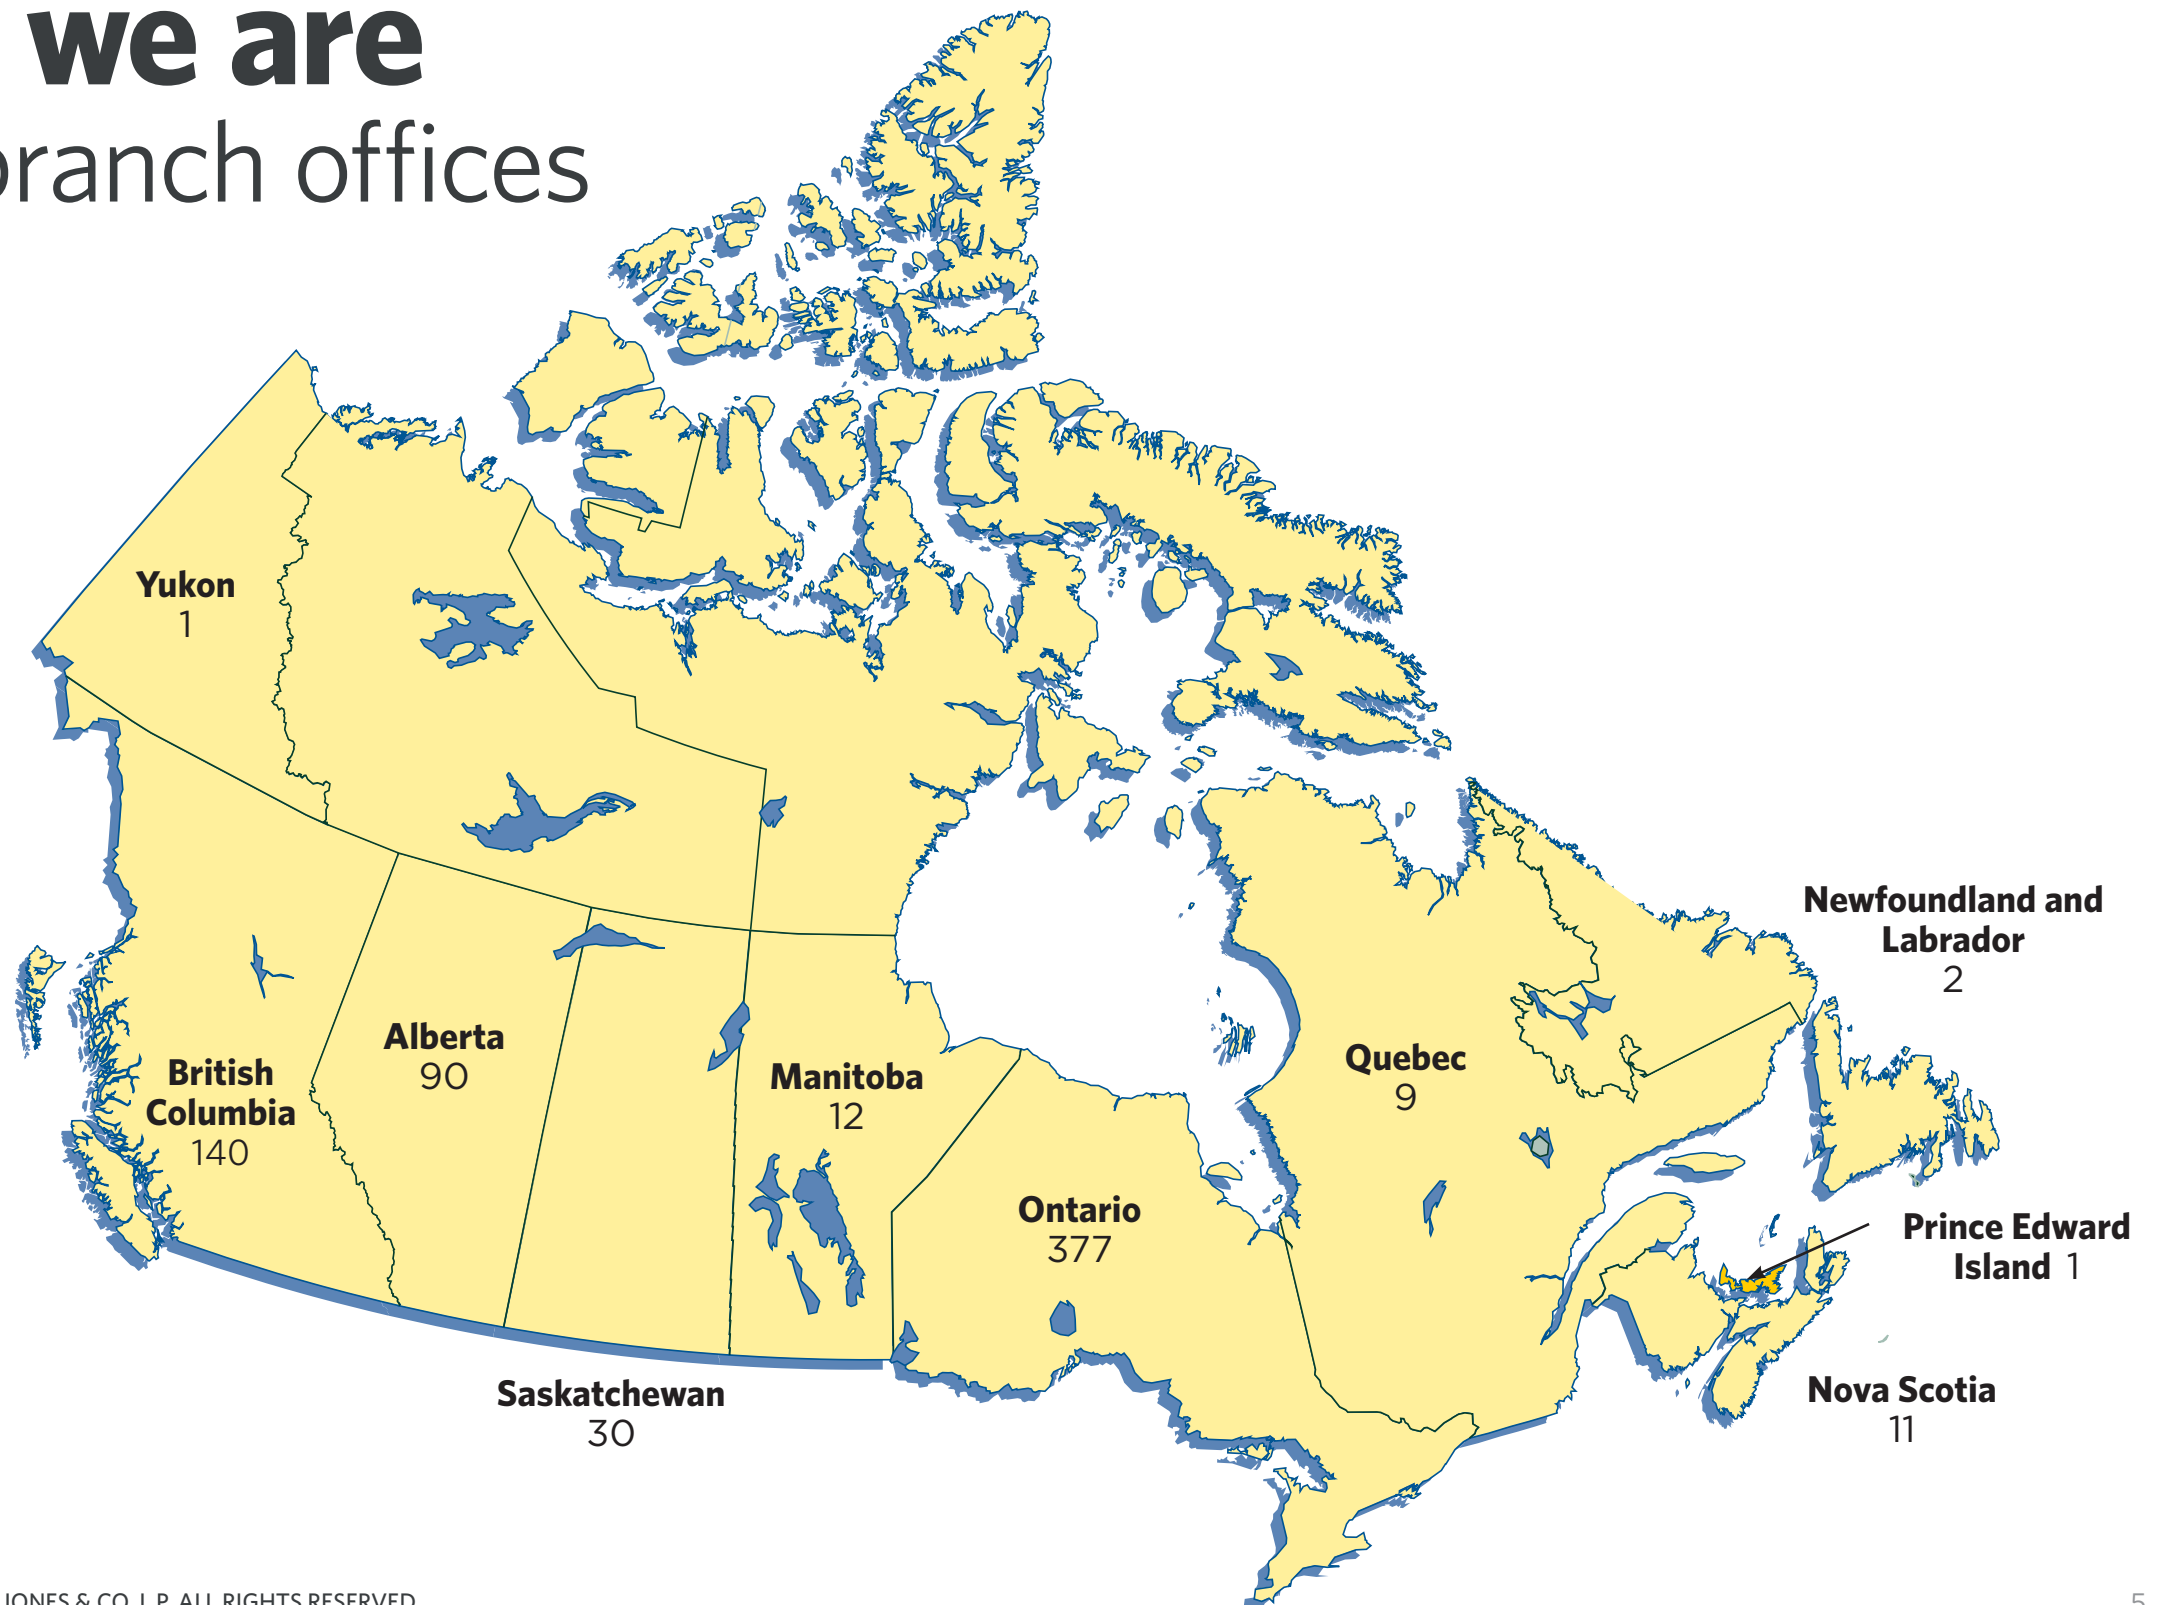 we are
branch offices
Yukon
1
British
Columbia
140
Alberta
90
Saskatchewan
30
Manitoba
12
Ontario
377
Quebec
9
Newfoundland and
Labrador
2
Prince Edward
Island 1
Nova Scotia
11
JONES & CO. L.P. ALL RIGHTS RESERVED.
5